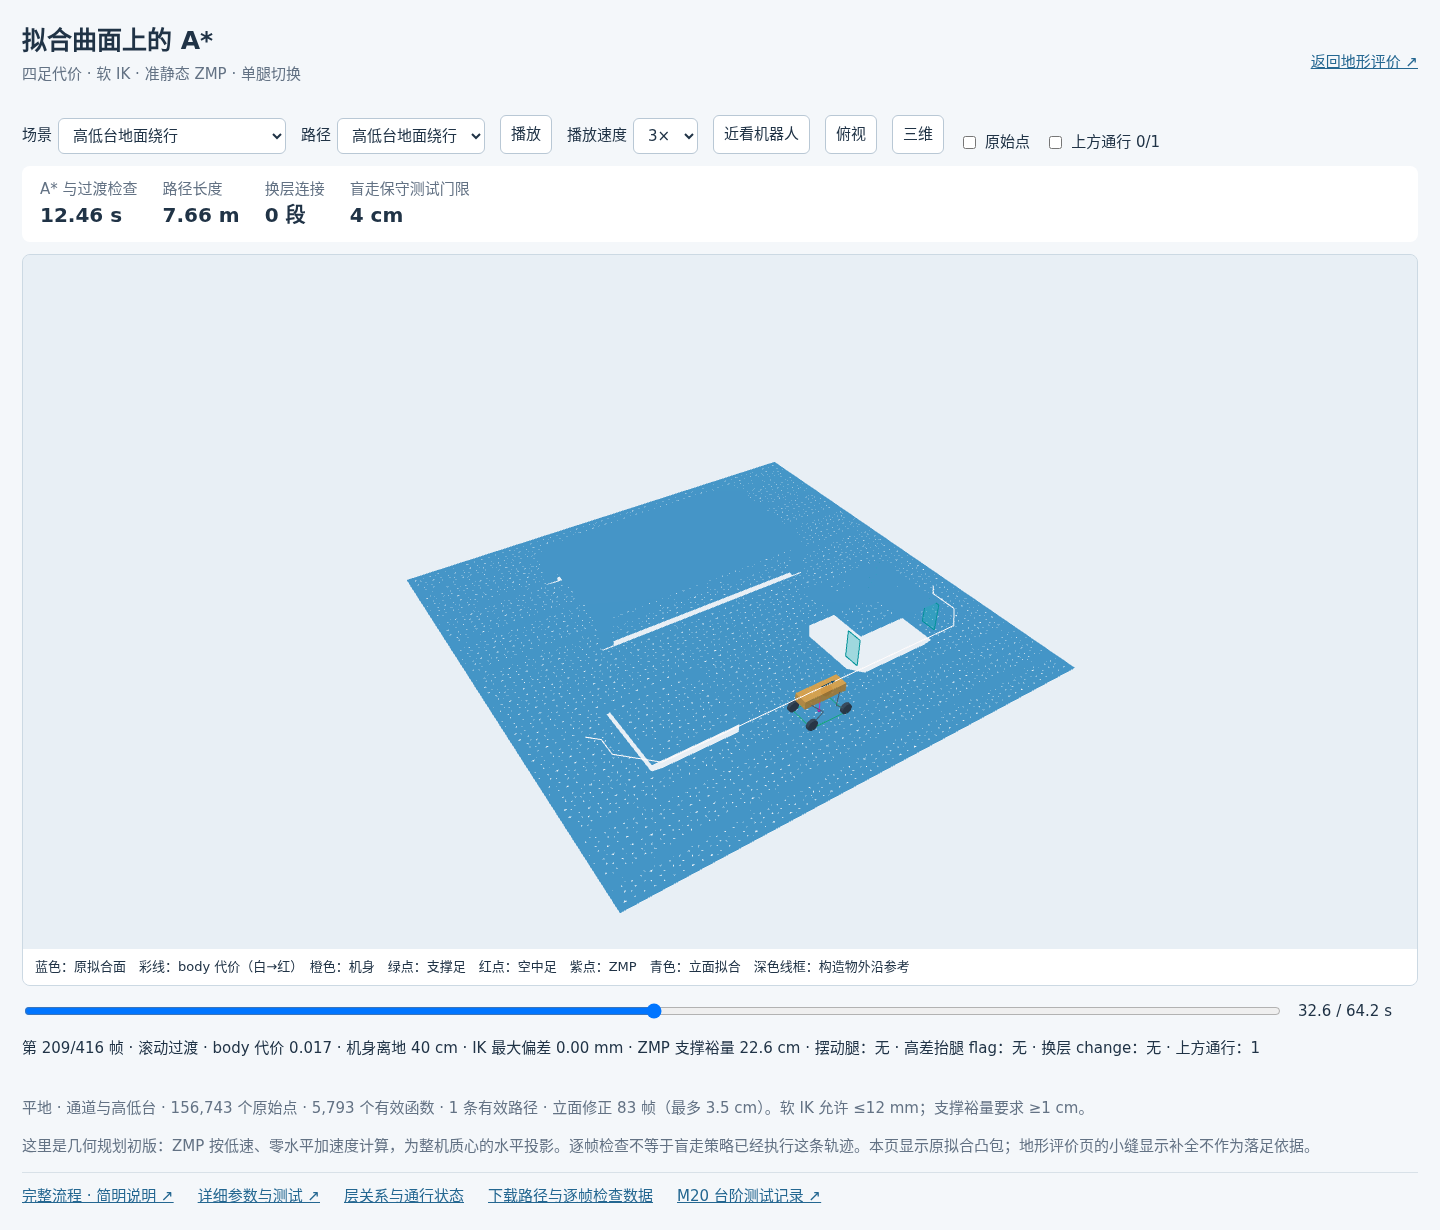 拟合曲面上的 A*
四足代价 · 软 IK · 准静态 ZMP · 单腿切换
返回地形评价 ↗
场景 高低台地面绕行 路径 高低台地面绕行 播放 播放速度 3× 近看机器人 俯视 三维 原始点 上方通行 0/1
A* 与过渡检查 路径长度 换层连接 盲走保守测试门限
12.46 s 7.66 m 0 段 4 cm
蓝色：原拟合面 彩线：body 代价（白→红） 橙色：机身 绿点：支撑足 红点：空中足 紫点：ZMP 青色：立面拟合 深色线框：构造物外沿参考
32.6 / 64.2 s
第 209/416 帧 · 滚动过渡 · body 代价 0.017 · 机身离地 40 cm · IK 最大偏差 0.00 mm · ZMP 支撑裕量 22.6 cm · 摆动腿：无 · 高差抬腿 flag：无 · 换层 change：无 · 上方通行：1
平地 · 通道与高低台 · 156,743 个原始点 · 5,793 个有效函数 · 1 条有效路径 · 立面修正 83 帧（最多 3.5 cm）。软 IK 允许 ≤12 mm；支撑裕量要求 ≥1 cm。
这里是几何规划初版：ZMP 按低速、零水平加速度计算，为整机质心的水平投影。逐帧检查不等于盲走策略已经执行这条轨迹。本页显示原拟合凸包；地形评价页的小缝显示补全不作为落足依据。
完整流程 · 简明说明 ↗ 详细参数与测试 ↗ 层关系与通行状态 下载路径与逐帧检查数据 M20 台阶测试记录 ↗